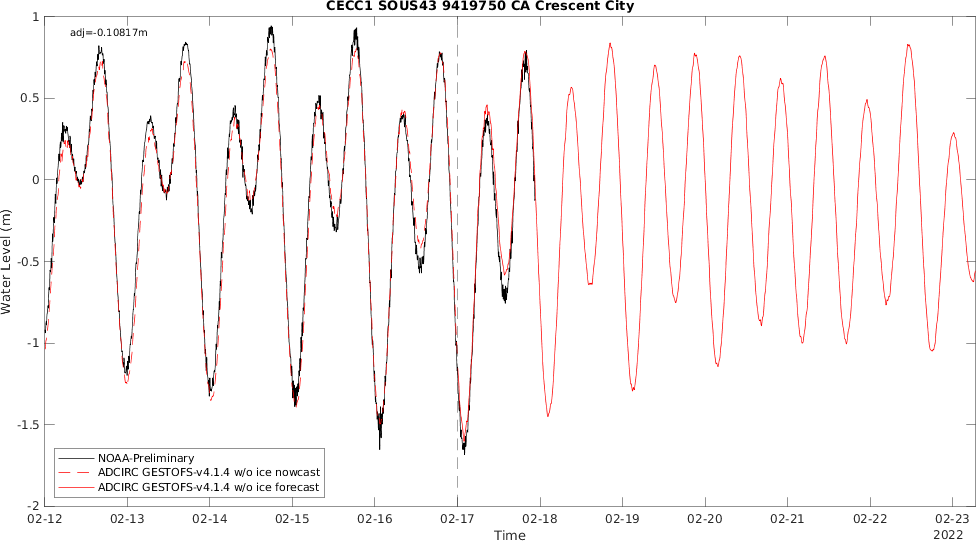 CECC1 SOUS43 9419750 CA Crescent City
adj=-0.10817m
1
0.5
0
-0.5
-1
-1.5
-2
Water Level (m)
NOAA-Preliminary
ADCIRC GESTOFS-v4.1.4 w/o ice nowcast
ADCIRC GESTOFS-v4.1.4 w/o ice forecast
02-12 02-13 02-14 02-15 02-16 02-17 02-18 02-19 02-20 02-21 02-22 02-23
Time
2022